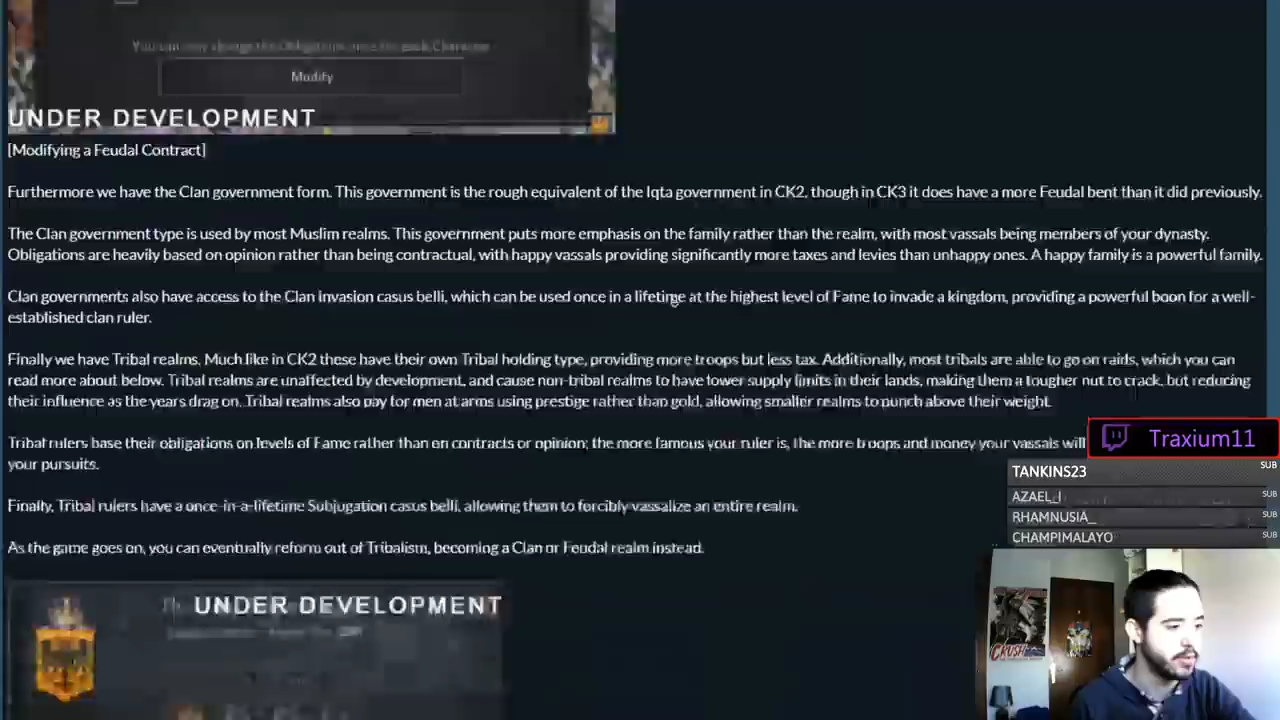 You can only change the Obligations once for each Character
Modify
UNDER DEVELOPMENT
[Modifying a Feudal Contract]
Furthermore we have the Clan government form. This government is the rough equivalent of the Iqta government in CK2, though in CK3 it does have a more Feudal bent than it did previously.
The Clan government type is used by most Muslim realms. This government puts more emphasis on the family rather than the realm, with most vassals being members of your dynasty.
Obligations are heavily based on opinion rather than being contractual, with happy vassals providing significantly more taxes and levies than unhappy ones. A happy family is a powerful family.
Clan governments also have access to the Clan Invasion casus belli, which can be used once in a lifetime at the highest level of Fame to invade a kingdom, providing a powerful boon for a well-
established clan ruler.
Finally we have Tribal realms. Much like in CK2 these have their own Tribal holding type, providing more troops but less tax. Additionally, most tribals are able to go on raids, which you can
read more about below. Tribal realms are unaffected by development, and cause non-tribal realms to have lower supply limits in their lands, making them a tougher nut to crack, but reducing
their influence as the years drag on. Tribal realms also pay for men at arms using prestige rather than gold, allowing smaller realms to punch above their weight.
Tribal rulers base their obligations on levels of Fame rather than on contracts or opinion; the more famous your ruler is, the more troops and money your vassals will
your pursuits.
Finally, Tribal rulers have a once-in-a-lifetime Subjugation casus belli, allowing them to forcibly vassalize an entire realm.
As the game goes on, you can eventually reform out of Tribalism, becoming a Clan or Feudal realm instead.
UNDER DEVELOPMENT
Traxium11
TANKINS23 SUB
AZAEL_I SUB
RHAMNUSIA_ SUB
CHAMPIMALAYO SUB
CRUSH